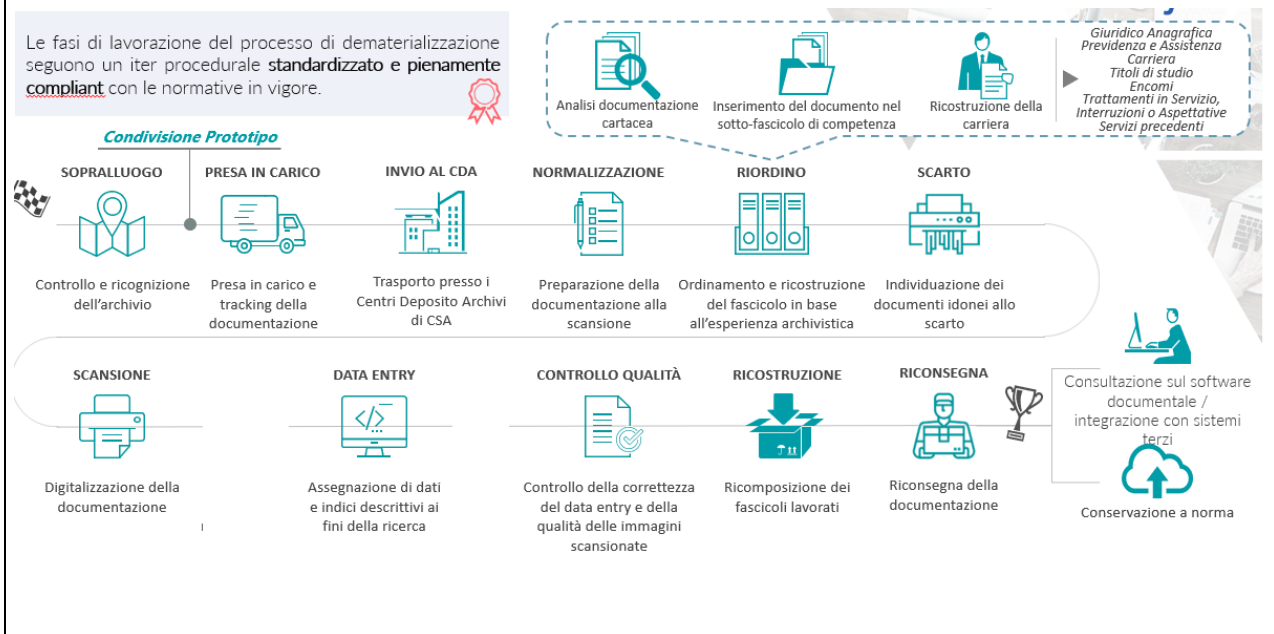 Le fasi di lavorazione del processo di dematerializzazione
seguono un iter procedurale standardizzato e pienamente
compliant con le normative in vigore.
Analisi documentazione
cartacea
Inserimento del documento nel
sotto-fascicolo di competenza
Ricostruzione della
carriera
Giuridico Anagrafica
Previdenza e Assistenza
Carriera
Titoli di studio
Encomi
Trattamenti in Servizio,
Interruzioni o Aspettative
Servizi precedenti
Condivisione Prototipo
SOPRALLUOGO
PRESA IN CARICO
INVIO AL CDA
NORMALIZZAZIONE
RIORDINO
SCARTO
Controllo e ricognizione
dell'archivio
Presa in carico e
tracking della
documentazione
Trasporto presso i
Centri Deposito Archivi
di CSA
Preparazione della
documentazione alla
scansione
Ordinamento e ricostruzione
del fascicolo in base
all'esperienza archivistica
Individuazione dei
documenti idonei allo
scarto
SCANSIONE
DATA ENTRY
CONTROLLO QUALITÀ
RICOSTRUZIONE
RICONSEGNA
Digitalizzazione della
documentazione
Assegnazione di dati
e indici descrittivi ai
fini della ricerca
Controllo della correttezza
del data entry e della
qualità delle immagini
scansionate
Ricomposizione dei
fascicoli lavorati
Riconsegna della
documentazione
Consultazione sul software
documentale /
integrazione con sistemi
terzi
Conservazione a norma